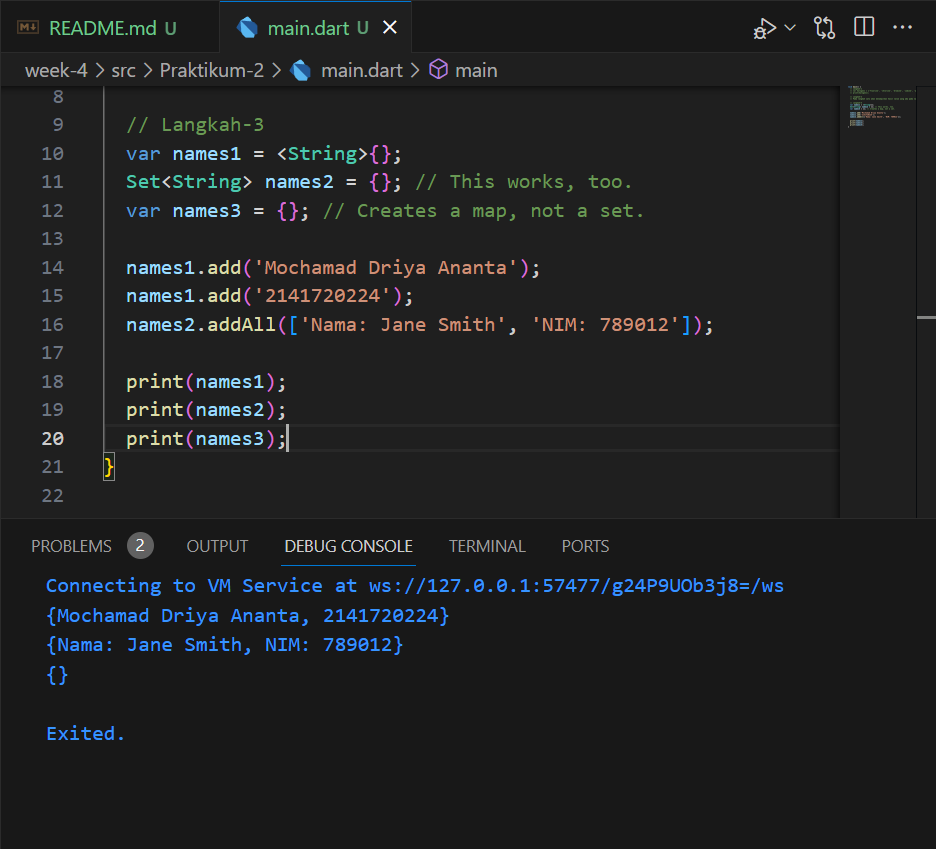 README.md U
main.dart U
week-4 > src > Praktikum-2 > main.dart > main
8
9 // Langkah-3
10 var names1 = <String>{};
11 Set<String> names2 = {}; // This works, too.
12 var names3 = {}; // Creates a map, not a set.
13
14 names1.add('Mochamad Driya Ananta');
15 names1.add('2141720224');
16 names2.addAll(['Nama: Jane Smith', 'NIM: 789012']);
17
18 print(names1);
19 print(names2);
20 print(names3);
21 }
22
PROBLEMS 2 OUTPUT DEBUG CONSOLE TERMINAL PORTS
Connecting to VM Service at ws://127.0.0.1:57477/g24P9UOb3j8=/ws
{Mochamad Driya Ananta, 2141720224}
{Nama: Jane Smith, NIM: 789012}
{}
Exited.